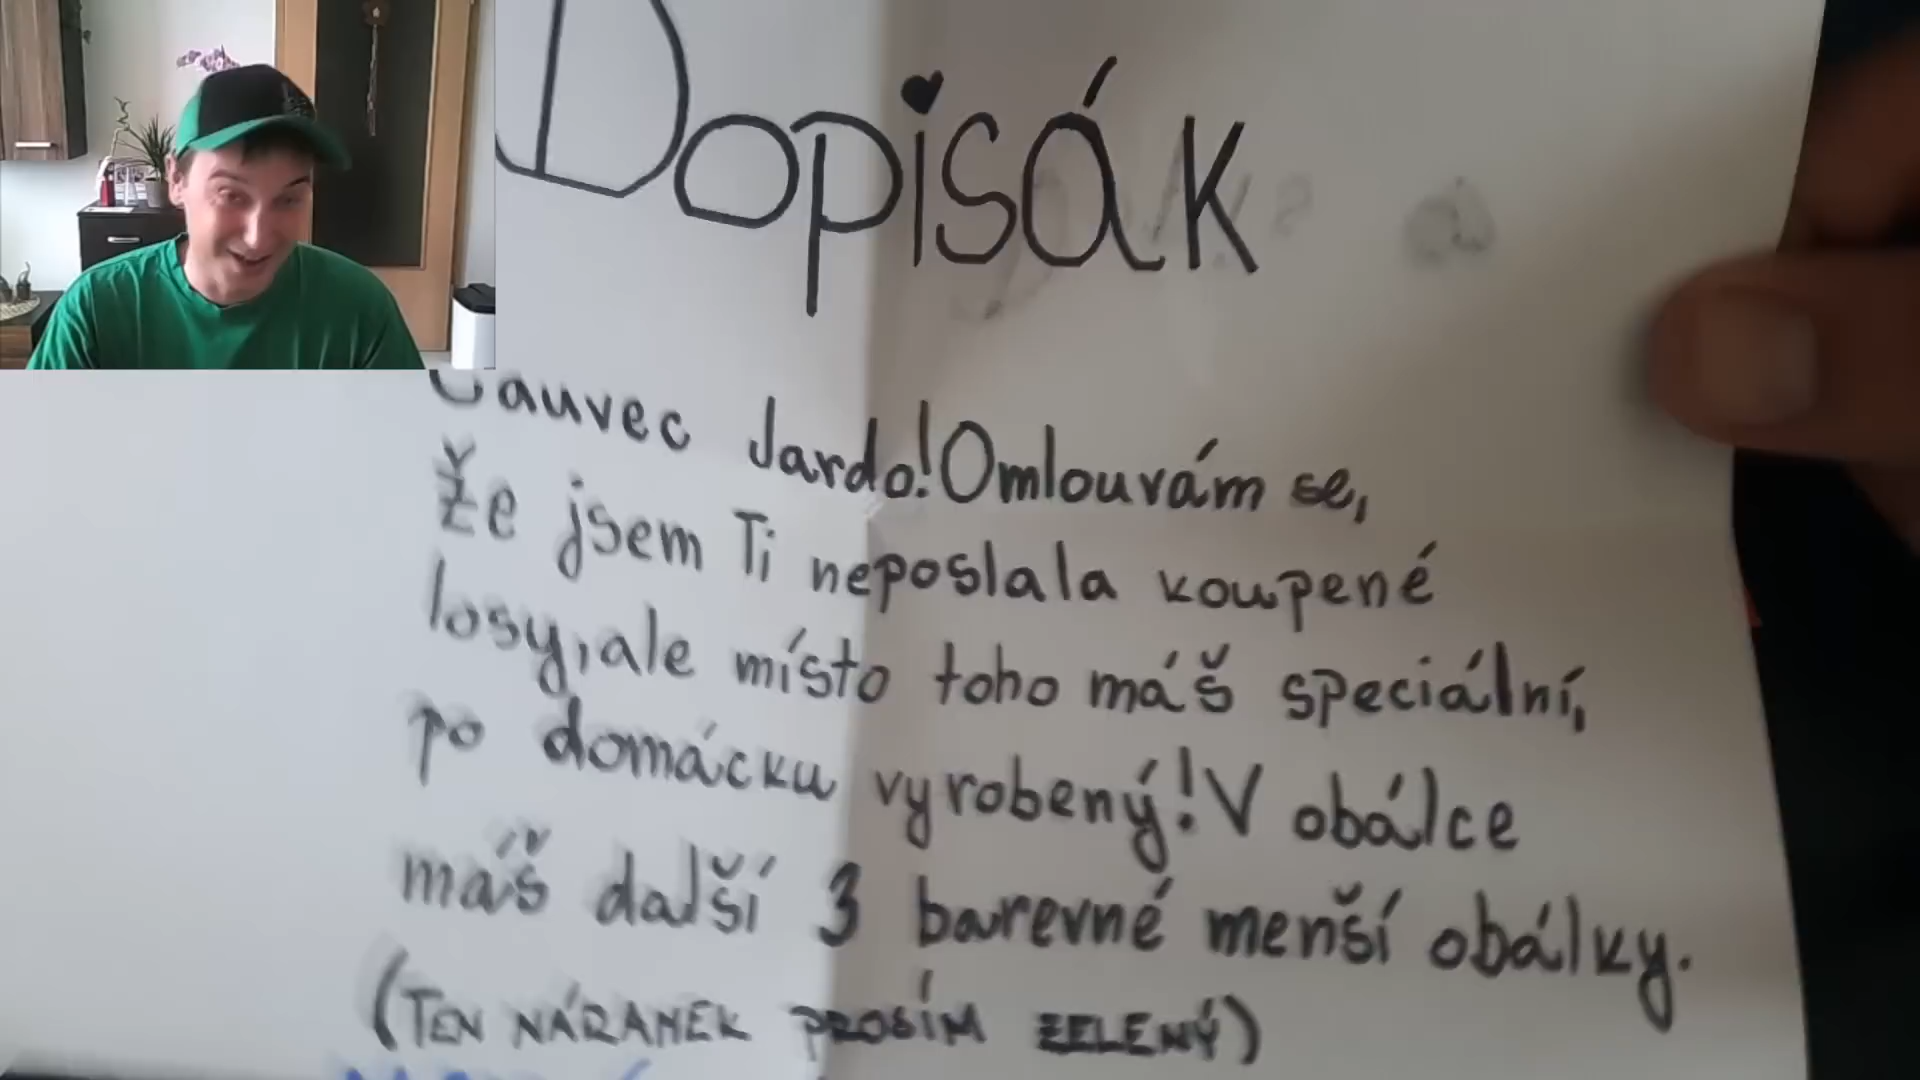 Dopisák
Čauvec Jardo! Omlouvám se,
že jsem Ti neposlala koupené
losy, ale místo toho máš speciální,
po domácku vyrobený! V obálce
máš další 3 barevné menší obálky.
(TEN NÁRAMEK PROSÍM ZELENÝ)